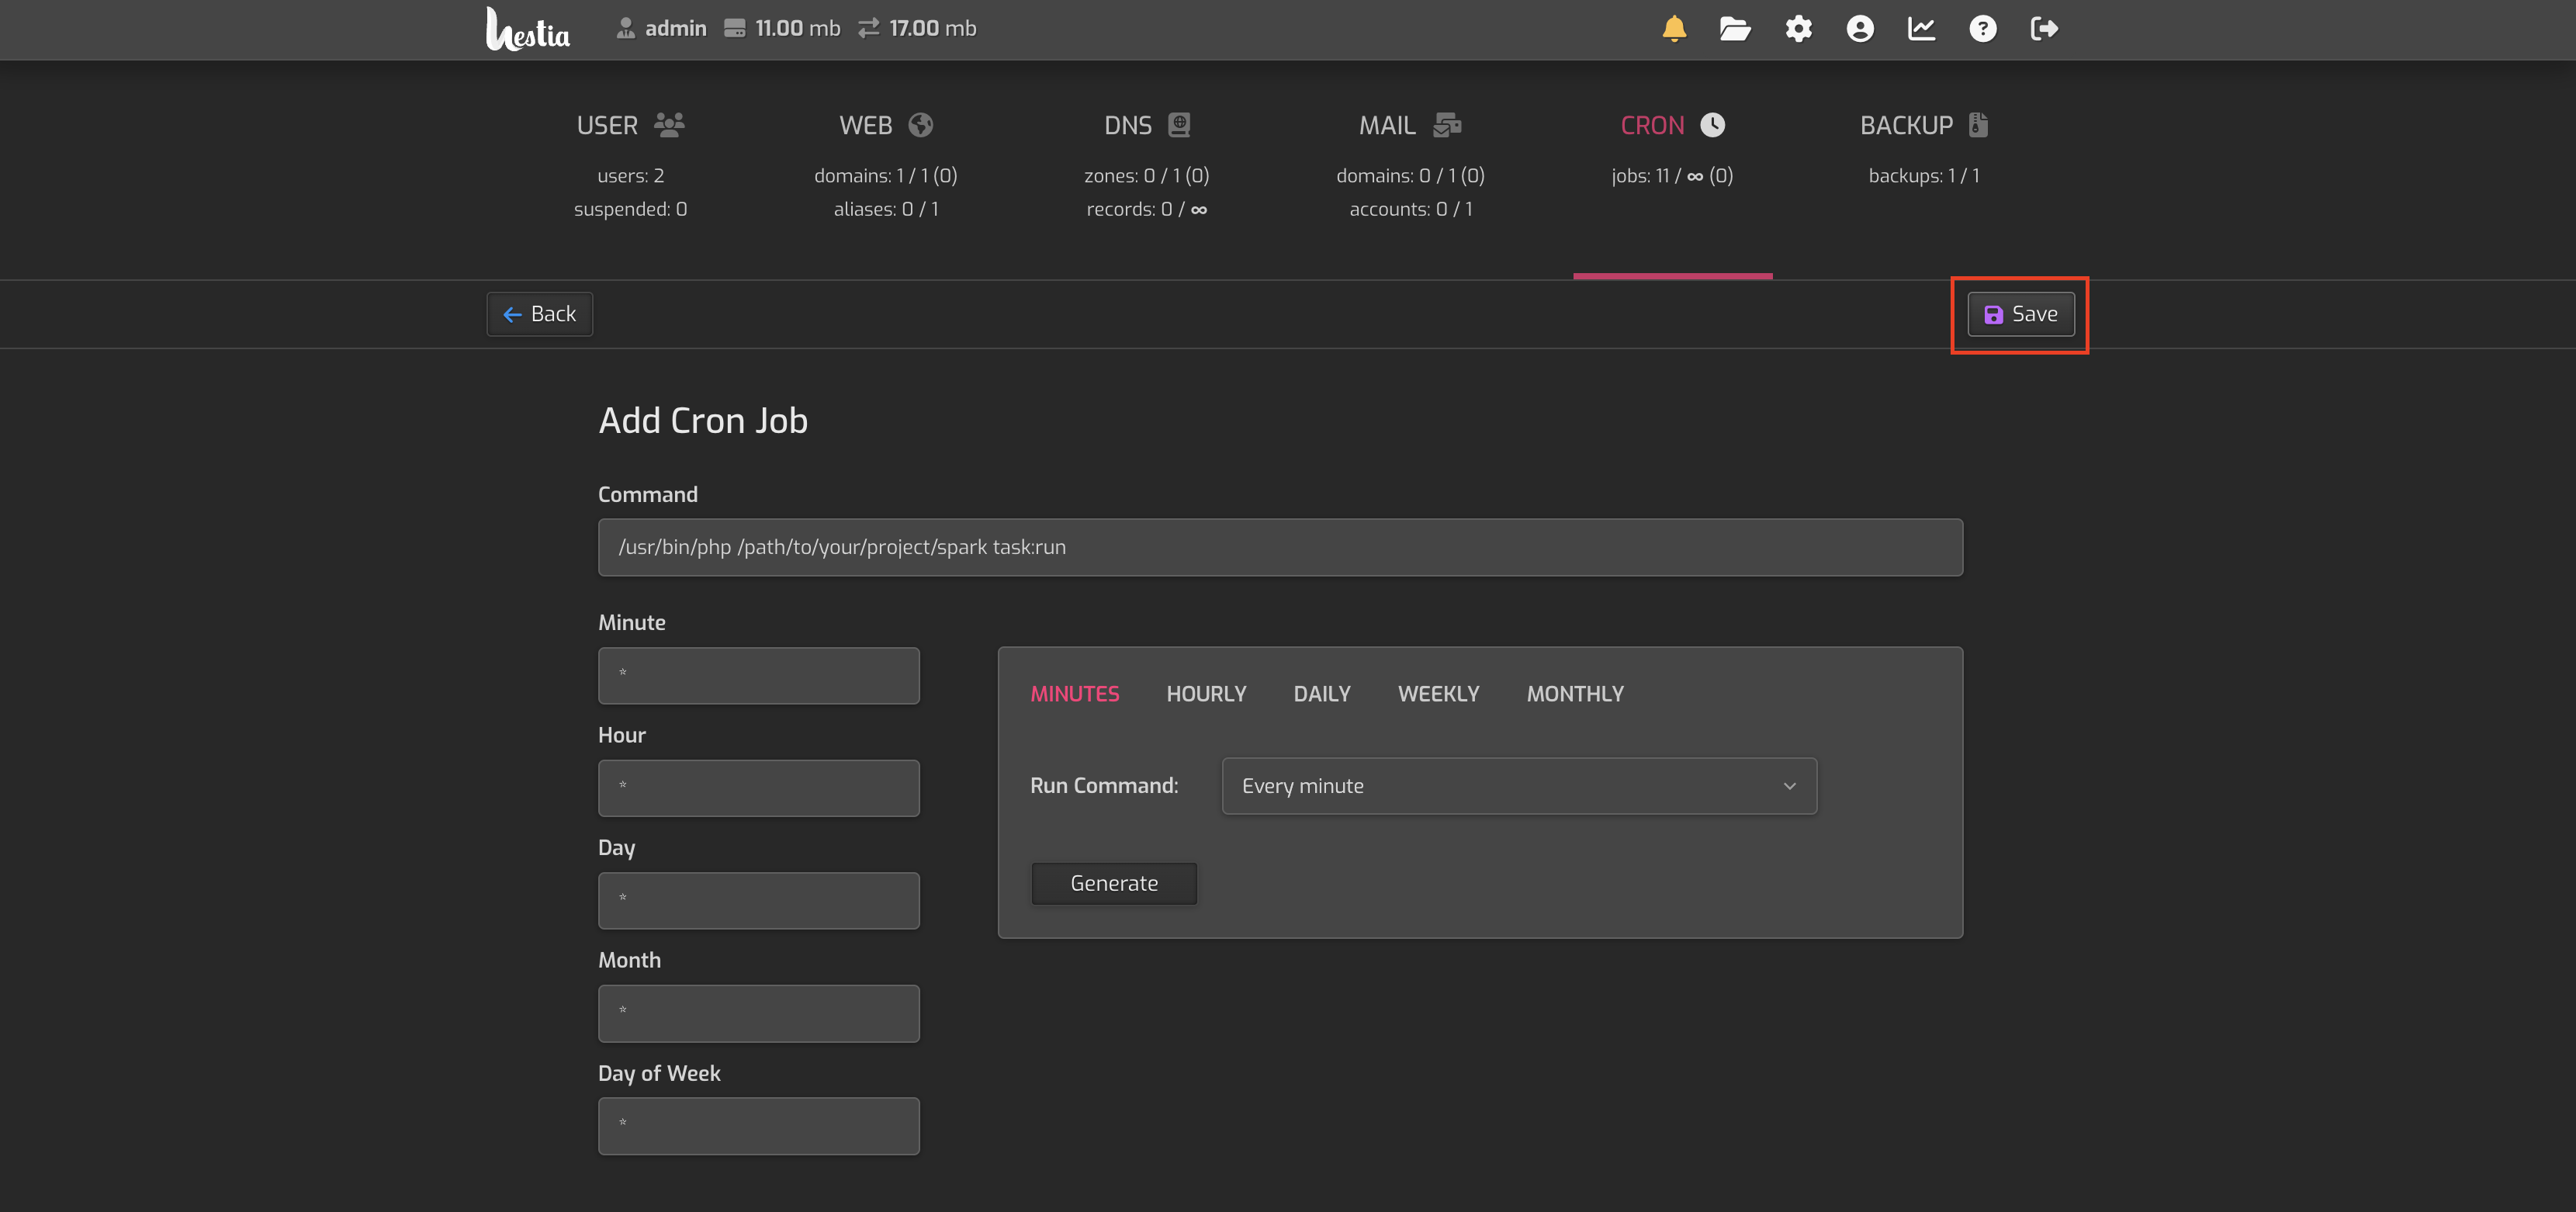 Hestia admin 11.00 mb 17.00 mb
USER WEB DNS MAIL CRON BACKUP
users: 2 domains: 1 / 1 (0) zones: 0 / 1 (0) domains: 0 / 1 (0) jobs: 11 / ∞ (0) backups: 1 / 1
suspended: 0 aliases: 0 / 1 records: 0 / ∞ accounts: 0 / 1
Back Save
Add Cron Job
Command
/usr/bin/php /path/to/your/project/spark task:run
Minute
*
MINUTES HOURLY DAILY WEEKLY MONTHLY
Hour
*
Run Command: Every minute
Day
*
Generate
Month
*
Day of Week
*